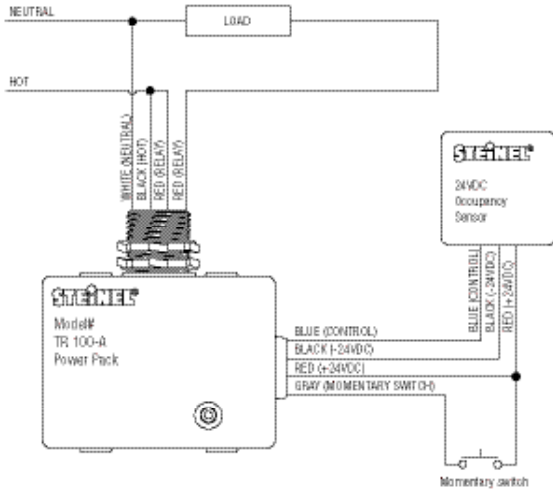 NEUTRAL
LOAD
HOT
WHITE (NEUTRAL)
BLACK (HOT)
RED (RELAY)
RED (RELAY)
STEINEL®
24VDC
Occupancy
Sensor
BLUE (CONTROL)
BLACK (-24VDC)
RED (+24VDC)
STEINEL®
Model#
TR 100-A
Power Pack
BLUE (CONTROL)
BLACK (-24VDC)
RED (+24VDC)
GRAY (MOMENTARY SWITCH)
Momentary switch